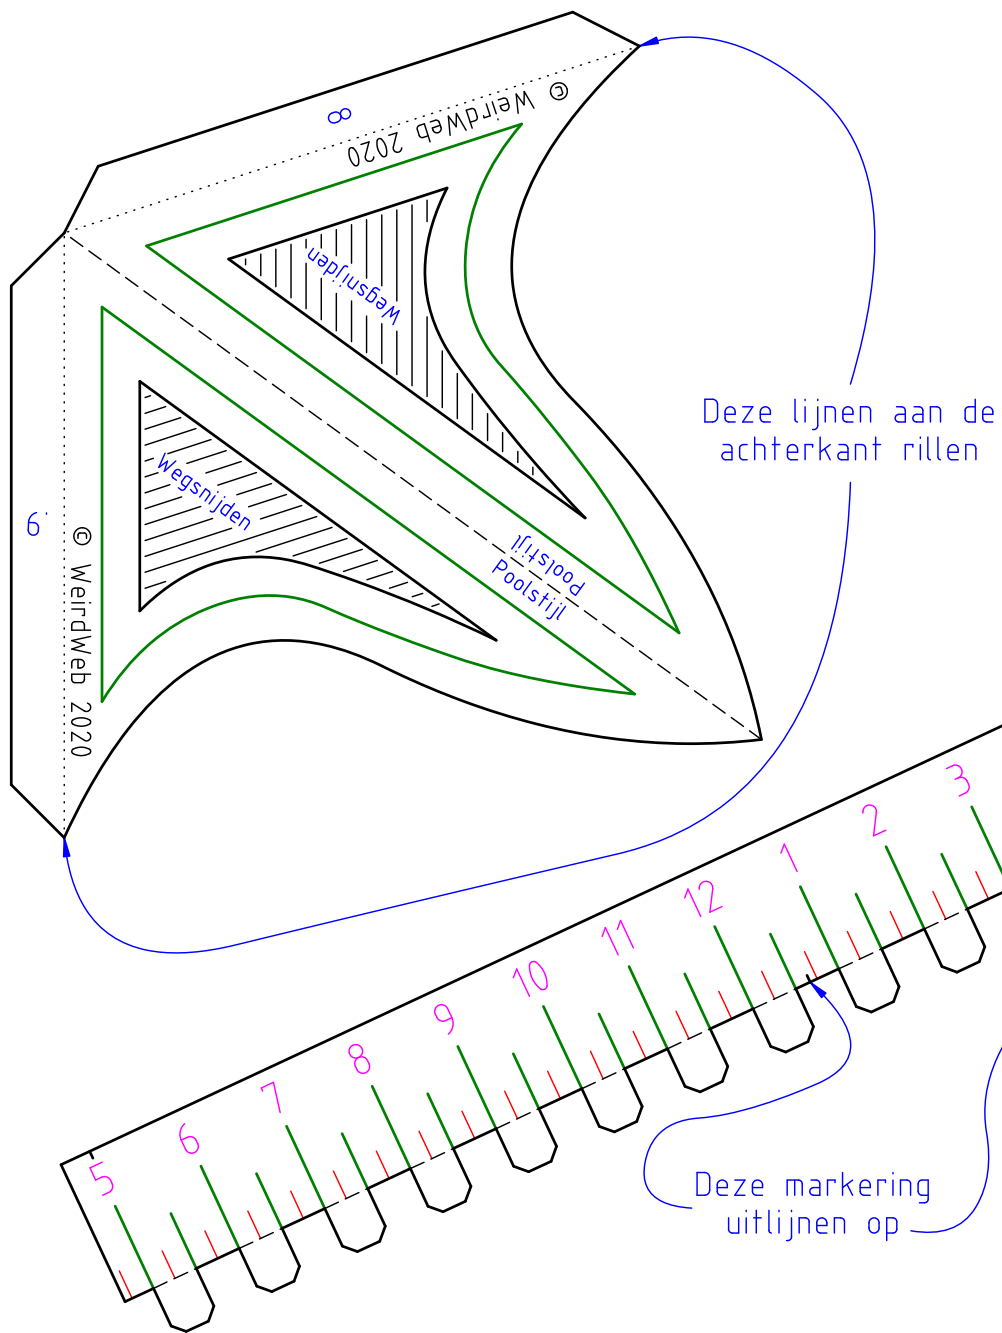 8
© WeirdWeb 2020
Wegsnijden
Deze lijnen aan de
achterkant rillen
Wegsnijden
9
© WeirdWeb 2020
Poolstijl
Poolstijl
5
6
7
8
9
10
11
12
1
2
3
Deze markering
uitlijnen op